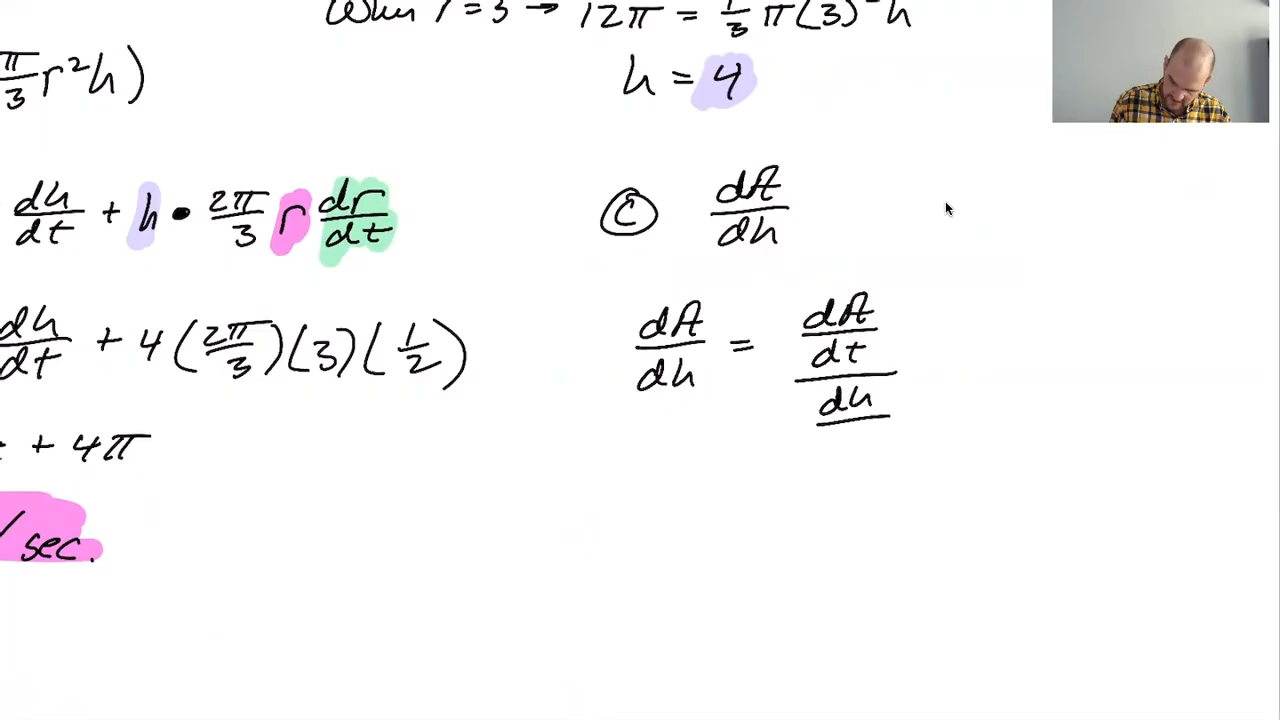 When r = 3 → 12π = 1/3 π(3)² h
π/3 r²h)
h = 4
dh/dt + h • 2π/3 r dr/dt
Ⓒ dA/dh
dh/dt + 4(2π/3)(3)(1/2)
dA/dh = dA/dt / dh
+ 4π
/sec.